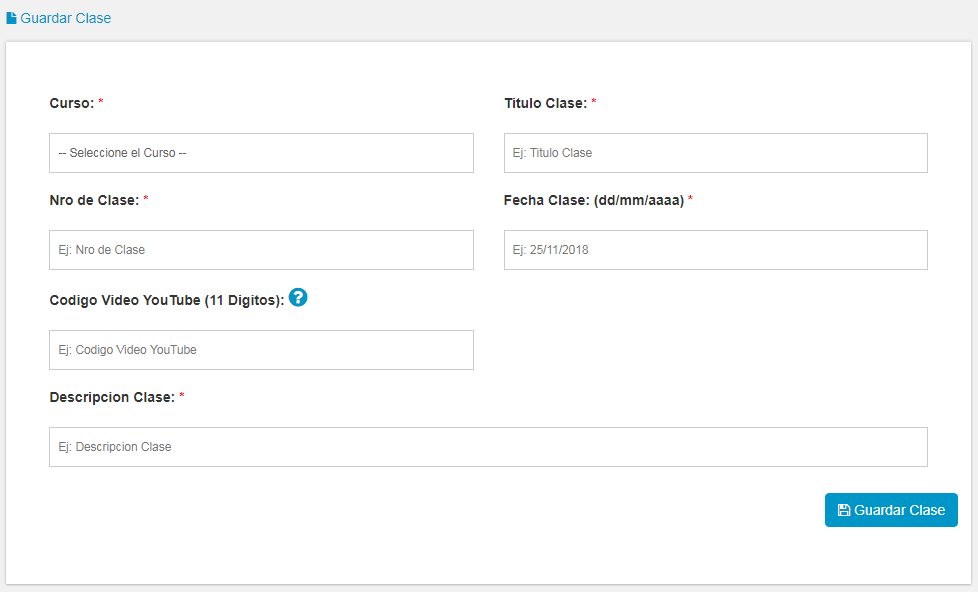 Guardar Clase
Curso: *
Titulo Clase: *
-- Seleccione el Curso --
Ej: Titulo Clase
Nro de Clase: *
Fecha Clase: (dd/mm/aaaa) *
Ej: Nro de Clase
Ej: 25/11/2018
Codigo Video YouTube (11 Digitos): ?
Ej: Codigo Video YouTube
Descripcion Clase: *
Ej: Descripcion Clase
Guardar Clase